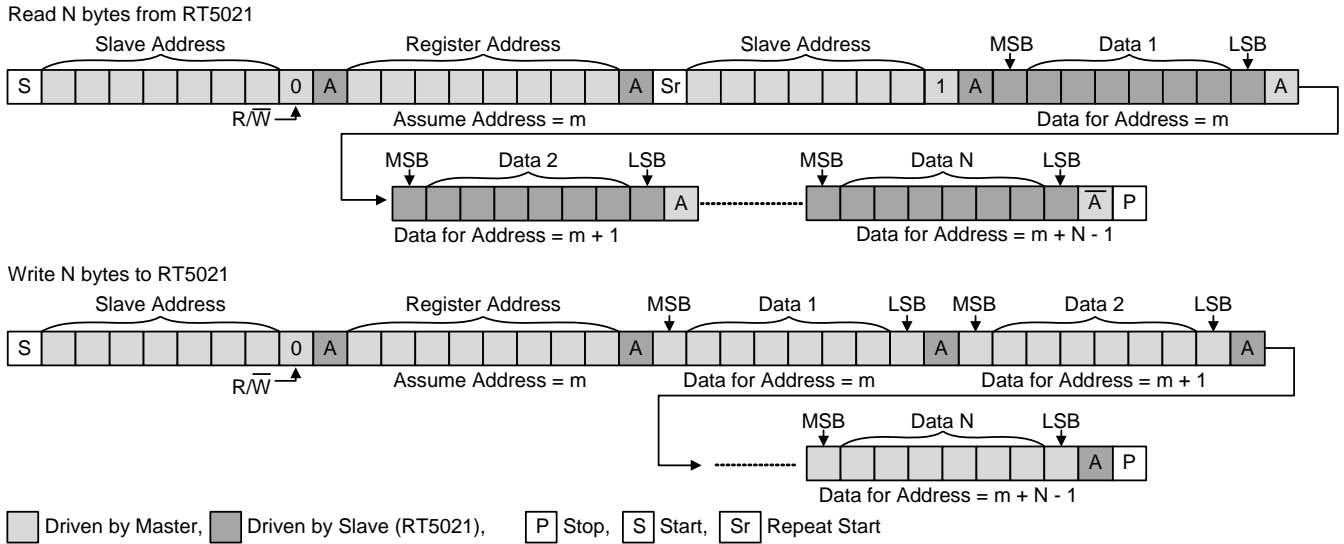 Read N bytes from RT5021
Slave Address Register Address Slave Address MSB Data 1 LSB
S 0 A A Sr 1 A A
R/W̅ Assume Address = m Data for Address = m
MSB Data 2 LSB MSB Data N LSB
A A̅ P
Data for Address = m + 1 Data for Address = m + N - 1
Write N bytes to RT5021
Slave Address Register Address MSB Data 1 LSB MSB Data 2 LSB
S 0 A A A A
R/W̅ Assume Address = m Data for Address = m Data for Address = m + 1
MSB Data N LSB
A P
Data for Address = m + N - 1
Driven by Master, Driven by Slave (RT5021), P Stop, S Start, Sr Repeat Start